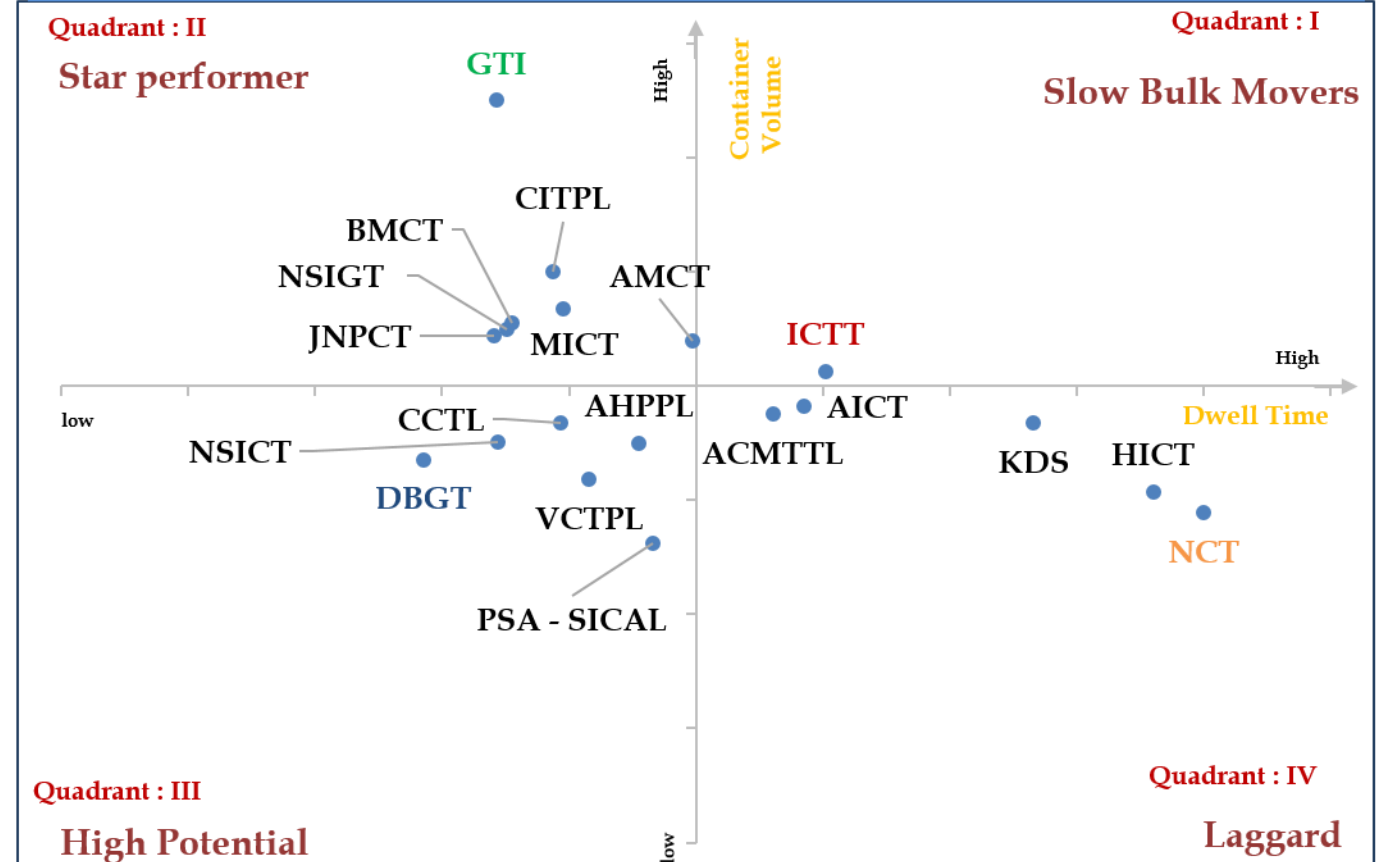 Quadrant : II
Quadrant : I
Star performer
GTI
High
Container
Volume
Slow Bulk Movers
CITPL
BMCT
NSIGT
AMCT
JNPCT
MICT
ICTT
High
low
CCTL
AHPPL
AICT
Dwell Time
NSICT
ACMTTL
KDS
HICT
DBGT
VCTPL
NCT
PSA - SICAL
Quadrant : III
Quadrant : IV
High Potential
low
Laggard